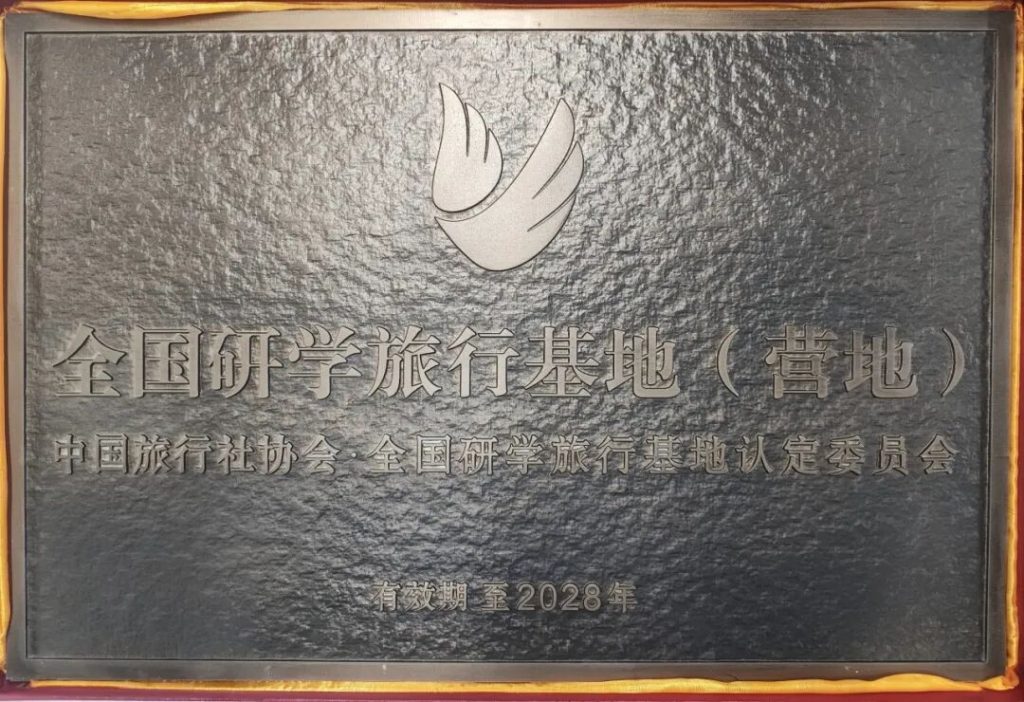 全国研学旅行基地（营地）
中国旅行社协会·全国研学旅行基地认定委员会
有效期至2028年